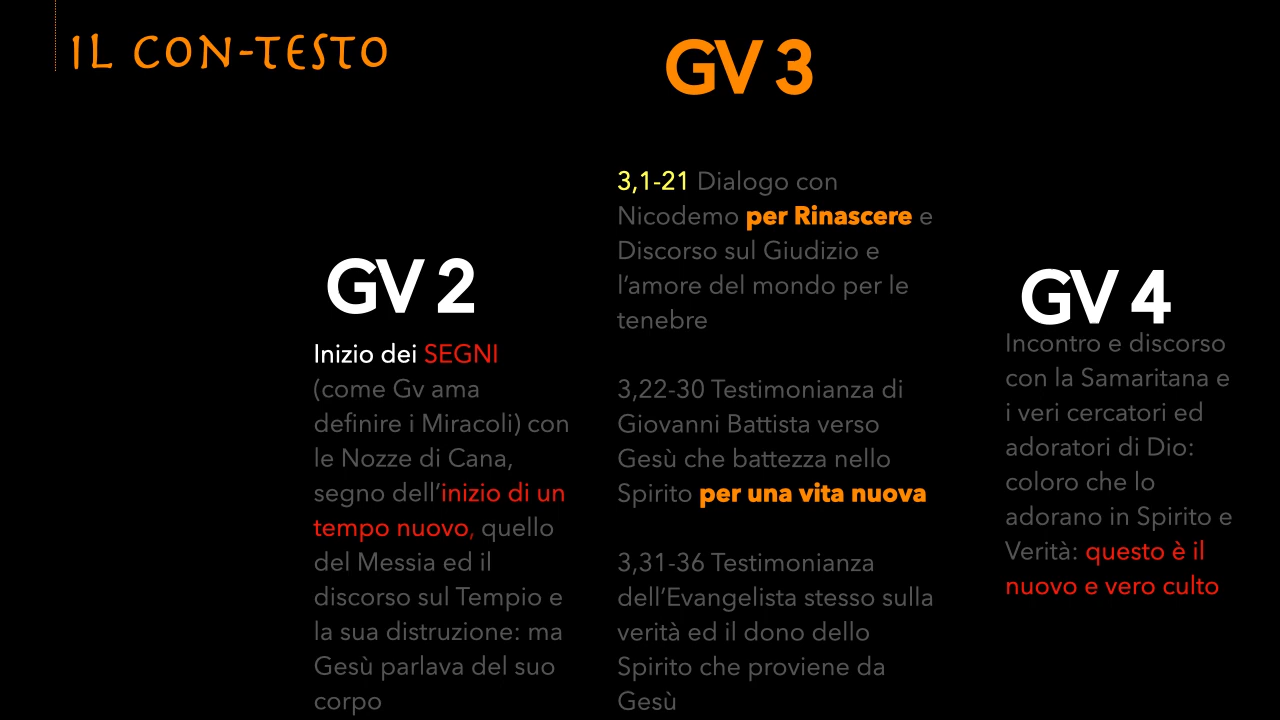 IL CON-TESTO
GV 3
3,1-21 Dialogo con
Nicodemo per Rinascere e
Discorso sul Giudizio e
l’amore del mondo per le
tenebre
3,22-30 Testimonianza di
Giovanni Battista verso
Gesù che battezza nello
Spirito per una vita nuova
3,31-36 Testimonianza
dell’Evangelista stesso sulla
verità ed il dono dello
Spirito che proviene da
Gesù
GV 2
Inizio dei SEGNI
(come Gv ama
definire i Miracoli) con
le Nozze di Cana,
segno dell’inizio di un
tempo nuovo, quello
del Messia ed il
discorso sul Tempio e
la sua distruzione: ma
Gesù parlava del suo
corpo
GV 4
Incontro e discorso
con la Samaritana e
i veri cercatori ed
adoratori di Dio:
coloro che lo
adorano in Spirito e
Verità: questo è il
nuovo e vero culto